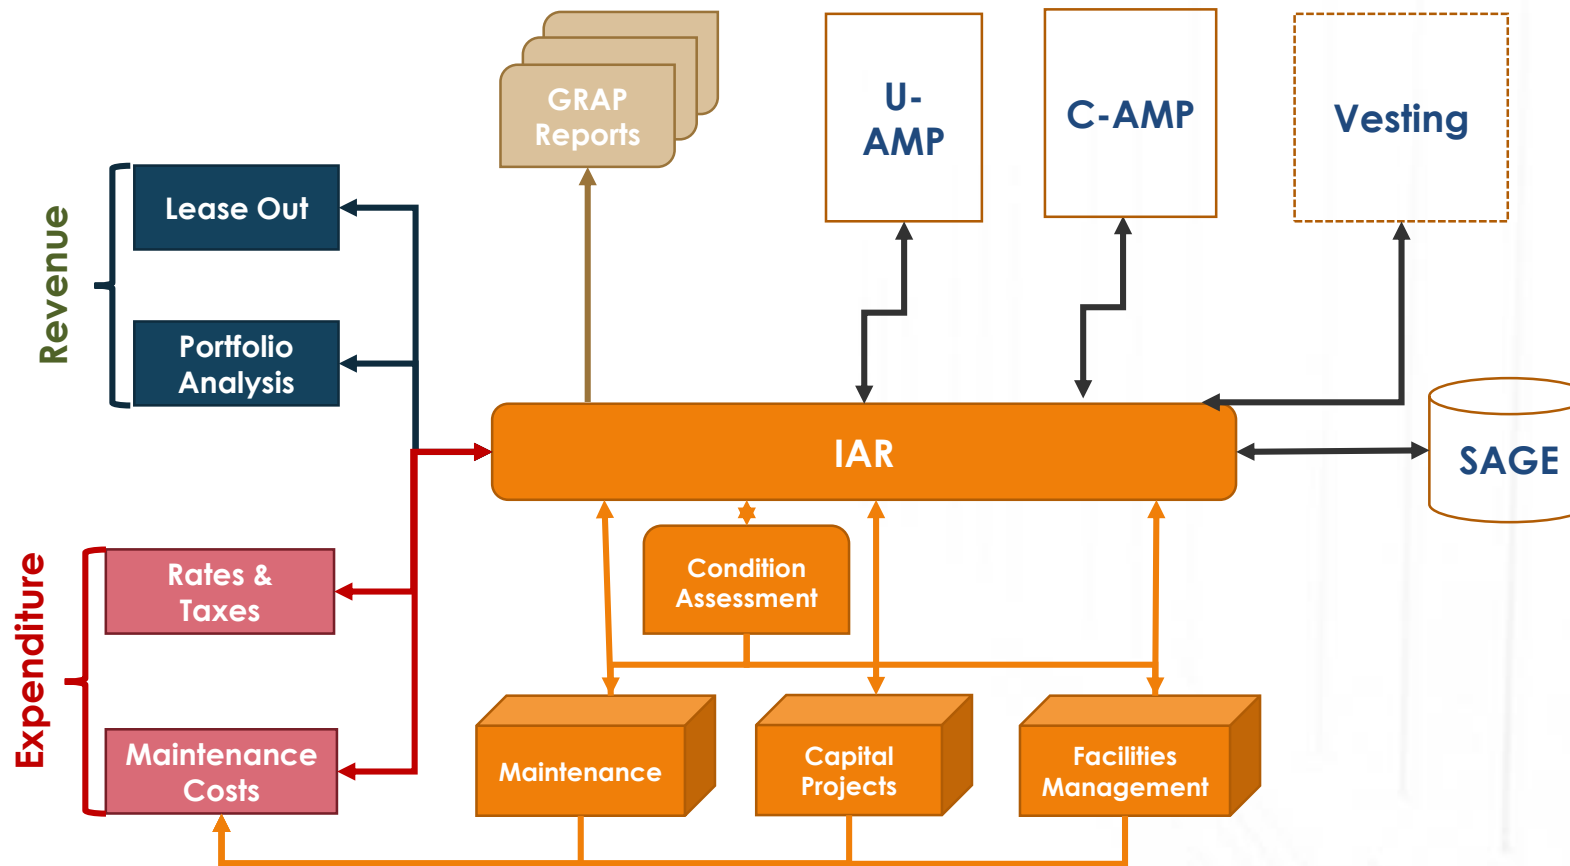 GRAP
Reports
U-
AMP
C-AMP
Vesting
Revenue
Lease Out
Portfolio
Analysis
IAR
SAGE
Expenditure
Rates &
Taxes
Condition
Assessment
Maintenance
Costs
Maintenance
Capital
Projects
Facilities
Management